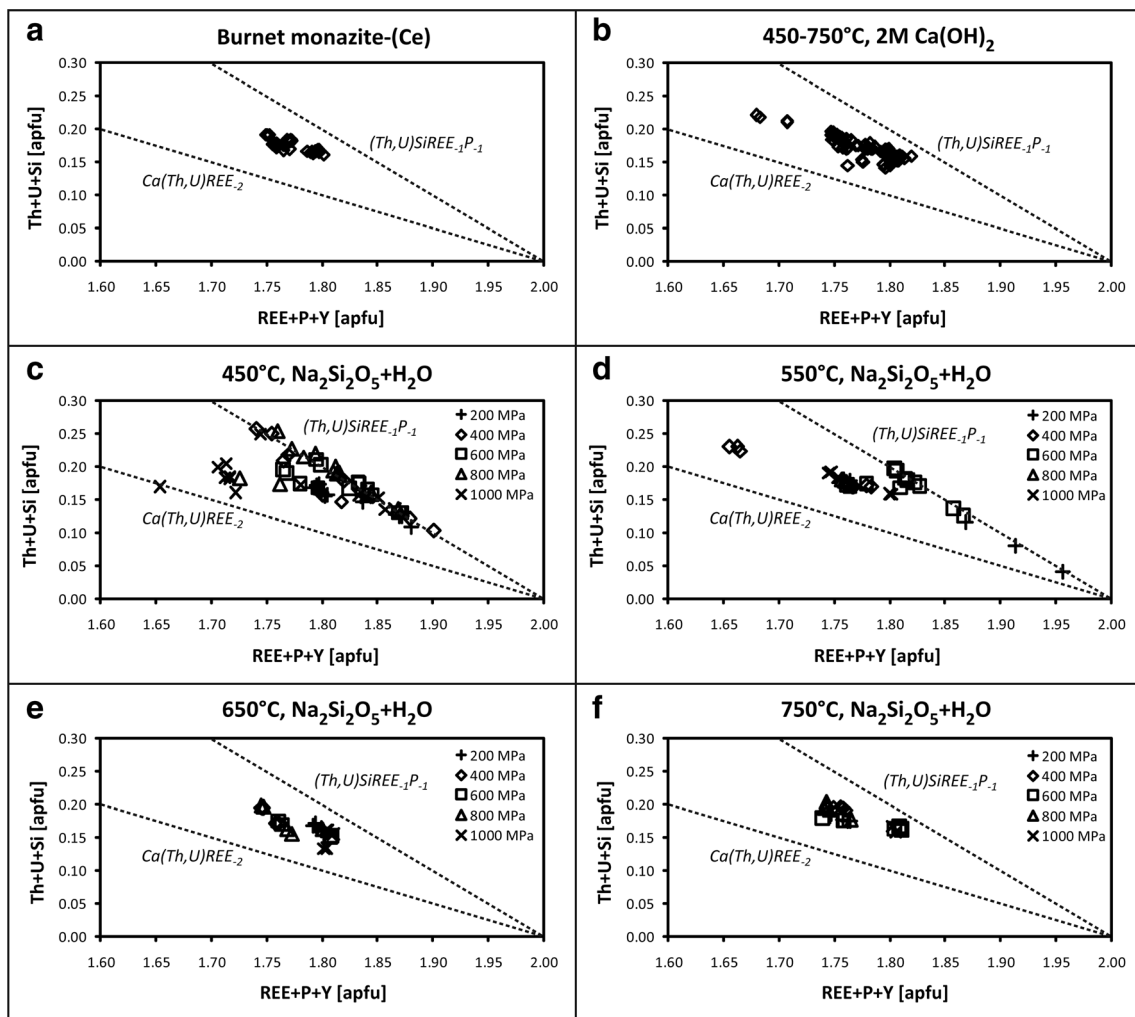 a
Burnet monazite-(Ce)
0.30
0.25
0.20
0.15
0.10
0.05
0.00
Th+U+Si [apfu]
(Th,U)SiREE₋₁P₋₁
Ca(Th,U)REE₋₂
1.60 1.65 1.70 1.75 1.80 1.85 1.90 1.95 2.00
REE+P+Y [apfu]
b
450-750°C, 2M Ca(OH)₂
0.30
0.25
0.20
0.15
0.10
0.05
0.00
Th+U+Si [apfu]
(Th,U)SiREE₋₁P₋₁
Ca(Th,U)REE₋₂
1.60 1.65 1.70 1.75 1.80 1.85 1.90 1.95 2.00
REE+P+Y [apfu]
c
450°C, Na₂Si₂O₅+H₂O
0.30
0.25
0.20
0.15
0.10
0.05
0.00
Th+U+Si [apfu]
(Th,U)SiREE₋₁P₋₁
Ca(Th,U)REE₋₂
200 MPa
400 MPa
600 MPa
800 MPa
1000 MPa
1.60 1.65 1.70 1.75 1.80 1.85 1.90 1.95 2.00
REE+P+Y [apfu]
d
550°C, Na₂Si₂O₅+H₂O
0.30
0.25
0.20
0.15
0.10
0.05
0.00
Th+U+Si [apfu]
(Th,U)SiREE₋₁P₋₁
Ca(Th,U)REE₋₂
200 MPa
400 MPa
600 MPa
800 MPa
1000 MPa
1.60 1.65 1.70 1.75 1.80 1.85 1.90 1.95 2.00
REE+P+Y [apfu]
e
650°C, Na₂Si₂O₅+H₂O
0.30
0.25
0.20
0.15
0.10
0.05
0.00
Th+U+Si [apfu]
(Th,U)SiREE₋₁P₋₁
Ca(Th,U)REE₋₂
200 MPa
400 MPa
600 MPa
800 MPa
1000 MPa
1.60 1.65 1.70 1.75 1.80 1.85 1.90 1.95 2.00
REE+P+Y [apfu]
f
750°C, Na₂Si₂O₅+H₂O
0.30
0.25
0.20
0.15
0.10
0.05
0.00
Th+U+Si [apfu]
(Th,U)SiREE₋₁P₋₁
Ca(Th,U)REE₋₂
200 MPa
400 MPa
600 MPa
800 MPa
1000 MPa
1.60 1.65 1.70 1.75 1.80 1.85 1.90 1.95 2.00
REE+P+Y [apfu]